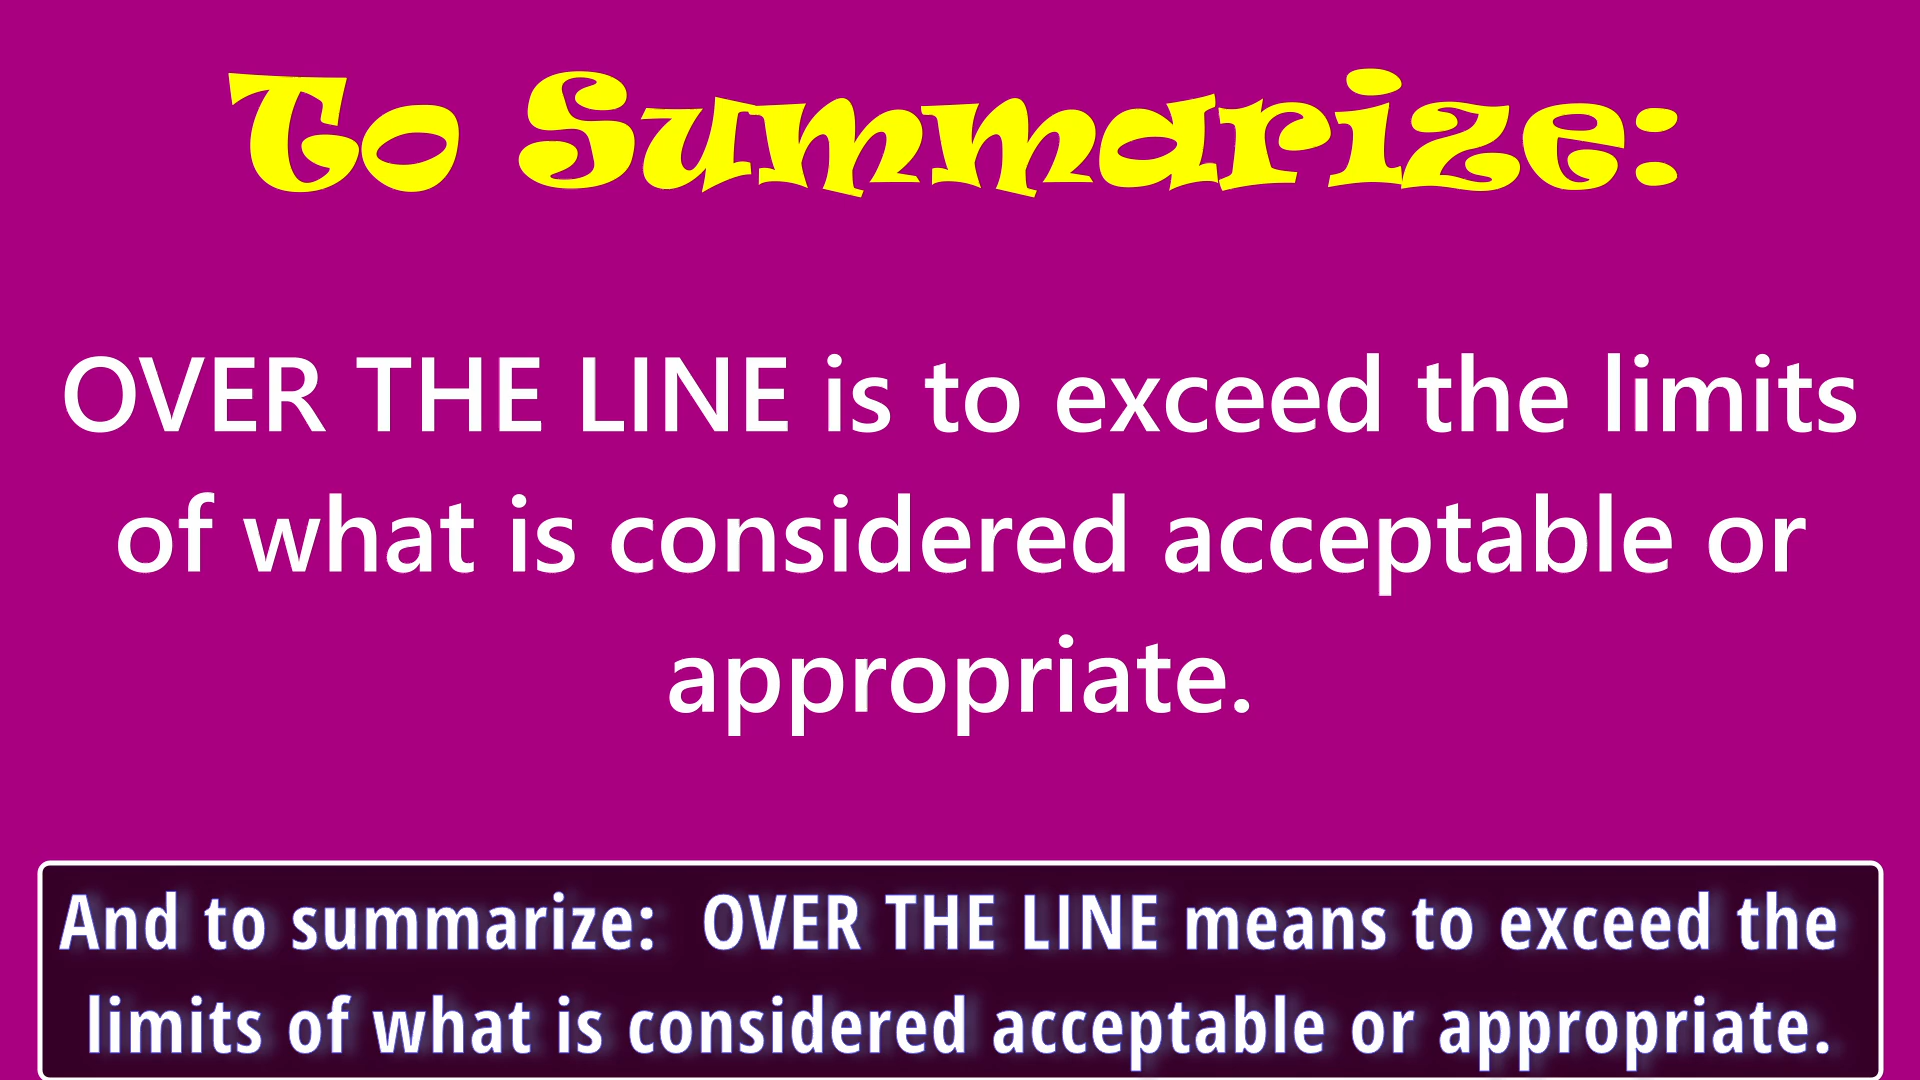 To Summarize:
OVER THE LINE is to exceed the limits
of what is considered acceptable or
appropriate.
And to summarize:  OVER THE LINE means to exceed the
limits of what is considered acceptable or appropriate.